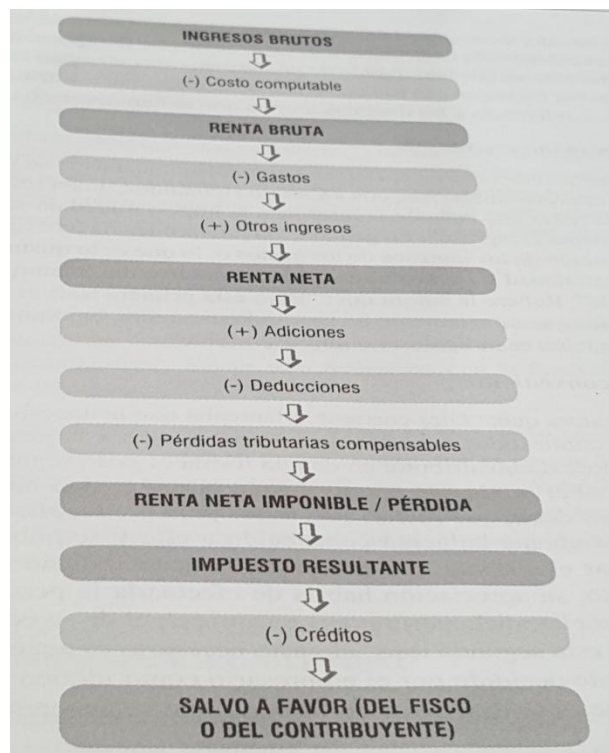 INGRESOS BRUTOS
(-) Costo computable
RENTA BRUTA
(-) Gastos
(+) Otros ingresos
RENTA NETA
(+) Adiciones
(-) Deducciones
(-) Pérdidas tributarias compensables
RENTA NETA IMPONIBLE / PÉRDIDA
IMPUESTO RESULTANTE
(-) Créditos
SALVO A FAVOR (DEL FISCO
O DEL CONTRIBUYENTE)